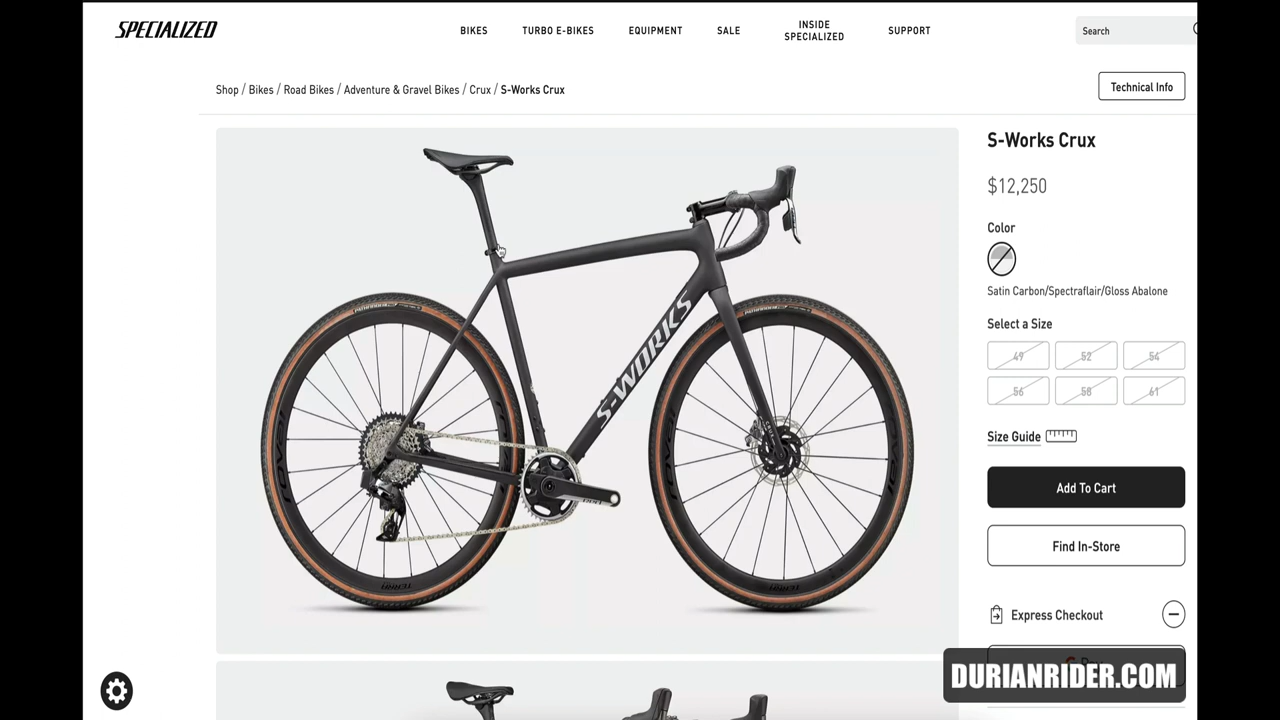 SPECIALIZED
BIKES
TURBO E-BIKES
EQUIPMENT
SALE
INSIDE
SPECIALIZED
SUPPORT
Search
Shop / Bikes / Road Bikes / Adventure & Gravel Bikes / Crux / S-Works Crux
Technical Info
S-Works Crux
$12,250
Color
Satin Carbon/Spectraflair/Gloss Abalone
Select a Size
49
52
54
56
58
61
Size Guide
Add To Cart
Find In-Store
Express Checkout
S-WORKS
DURIANRIDER.COM